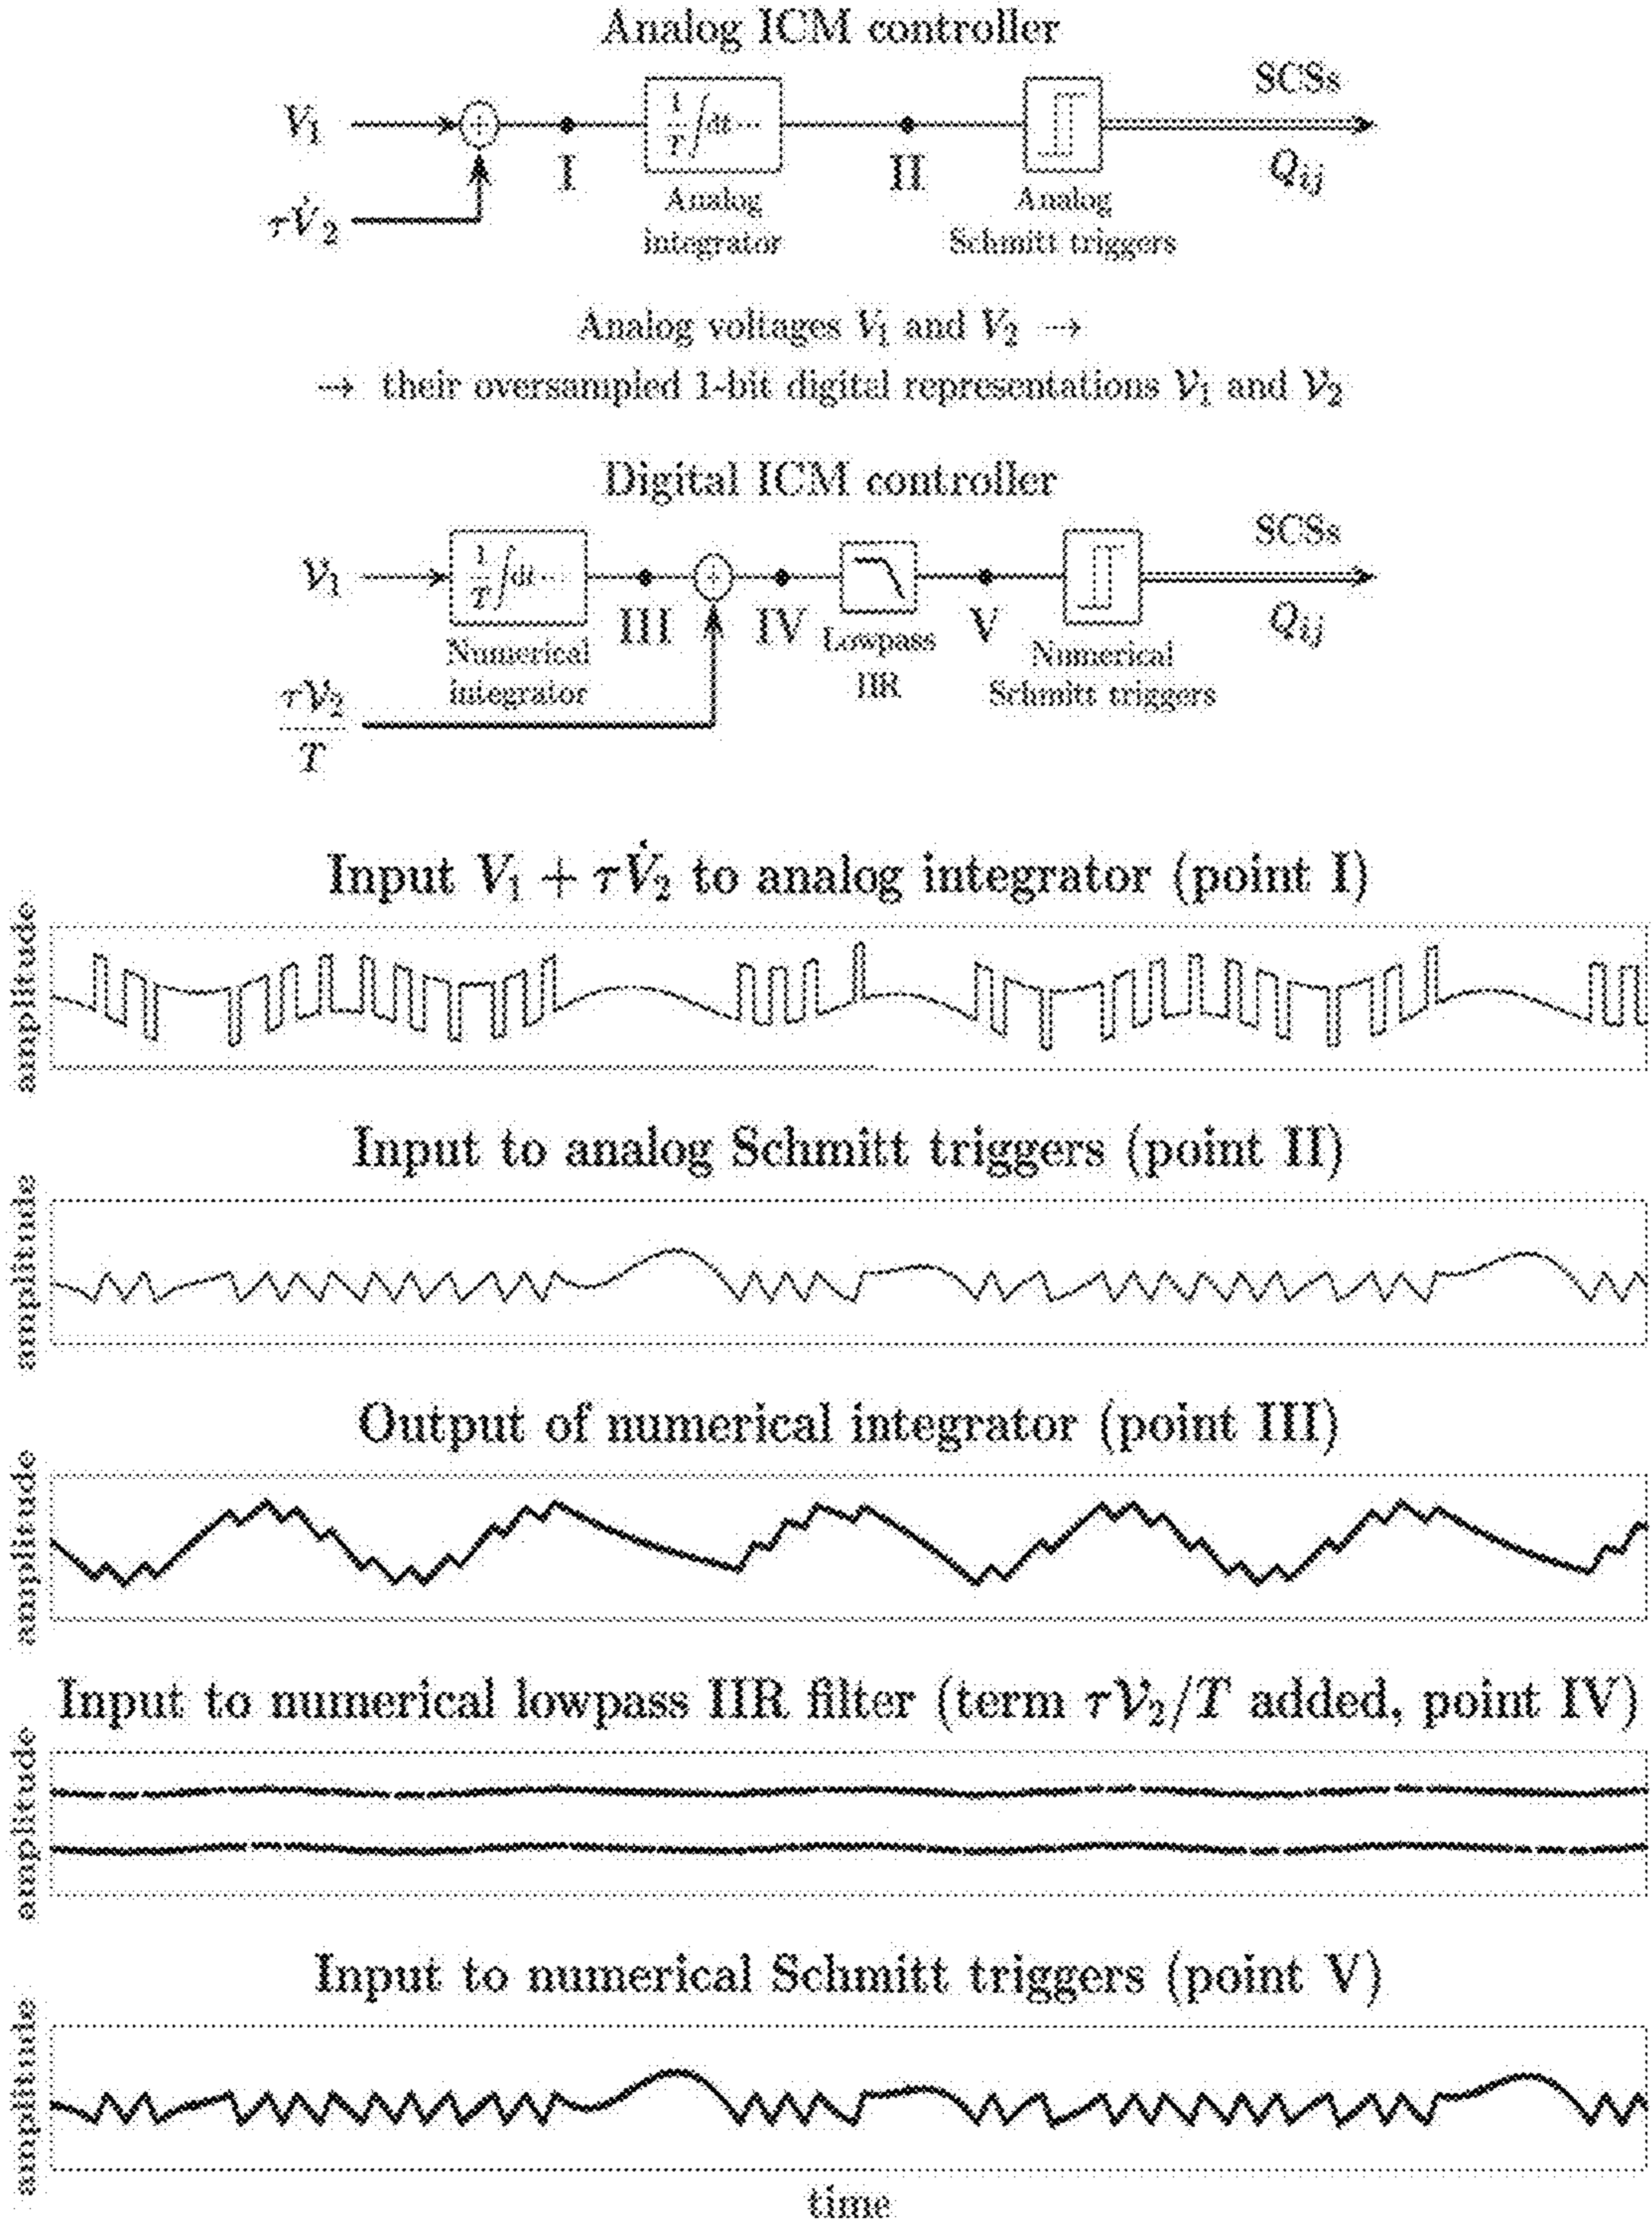 Analog ICM controller
SCSs
V₁
1/T ∫dt ···
I
II
Qᵢⱼ
τV̇₂
Analog
integrator
Analog
Schmitt triggers
Analog voltages V₁ and V₂ →
→ their oversampled 1-bit digital representations 𝒱₁ and 𝒱₂
Digital ICM controller
SCSs
𝒱₁
1/T ∫dt ···
III
IV
V
Qᵢⱼ
Numerical
integrator
Lowpass
IIR
Numerical
Schmitt triggers
τ𝒱₂
T
Input V₁ + τV̇₂ to analog integrator (point I)
amplitude
Input to analog Schmitt triggers (point II)
amplitude
Output of numerical integrator (point III)
amplitude
Input to numerical lowpass IIR filter (term τ𝒱₂/T added, point IV)
amplitude
Input to numerical Schmitt triggers (point V)
amplitude
time